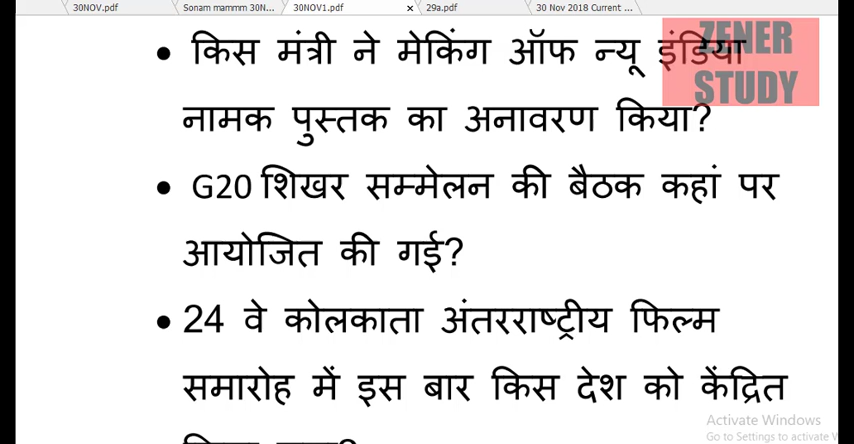 30NOV.pdf
Sonam mammm 30N...
30NOV1.pdf
×
29a.pdf
30 Nov 2018 Current ...
ZENER
STUDY
• किस मंत्री ने मेकिंग ऑफ न्यू इंडिया
नामक पुस्तक का अनावरण किया?
• G20 शिखर सम्मेलन की बैठक कहां पर
आयोजित की गई?
• 24 वे कोलकाता अंतरराष्ट्रीय फिल्म
समारोह में इस बार किस देश को केंद्रित
Activate Windows
Go to Settings to activate W